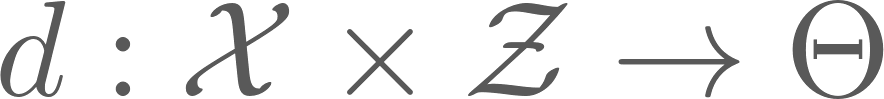 d : 𝒳 × 𝒵 → Θ